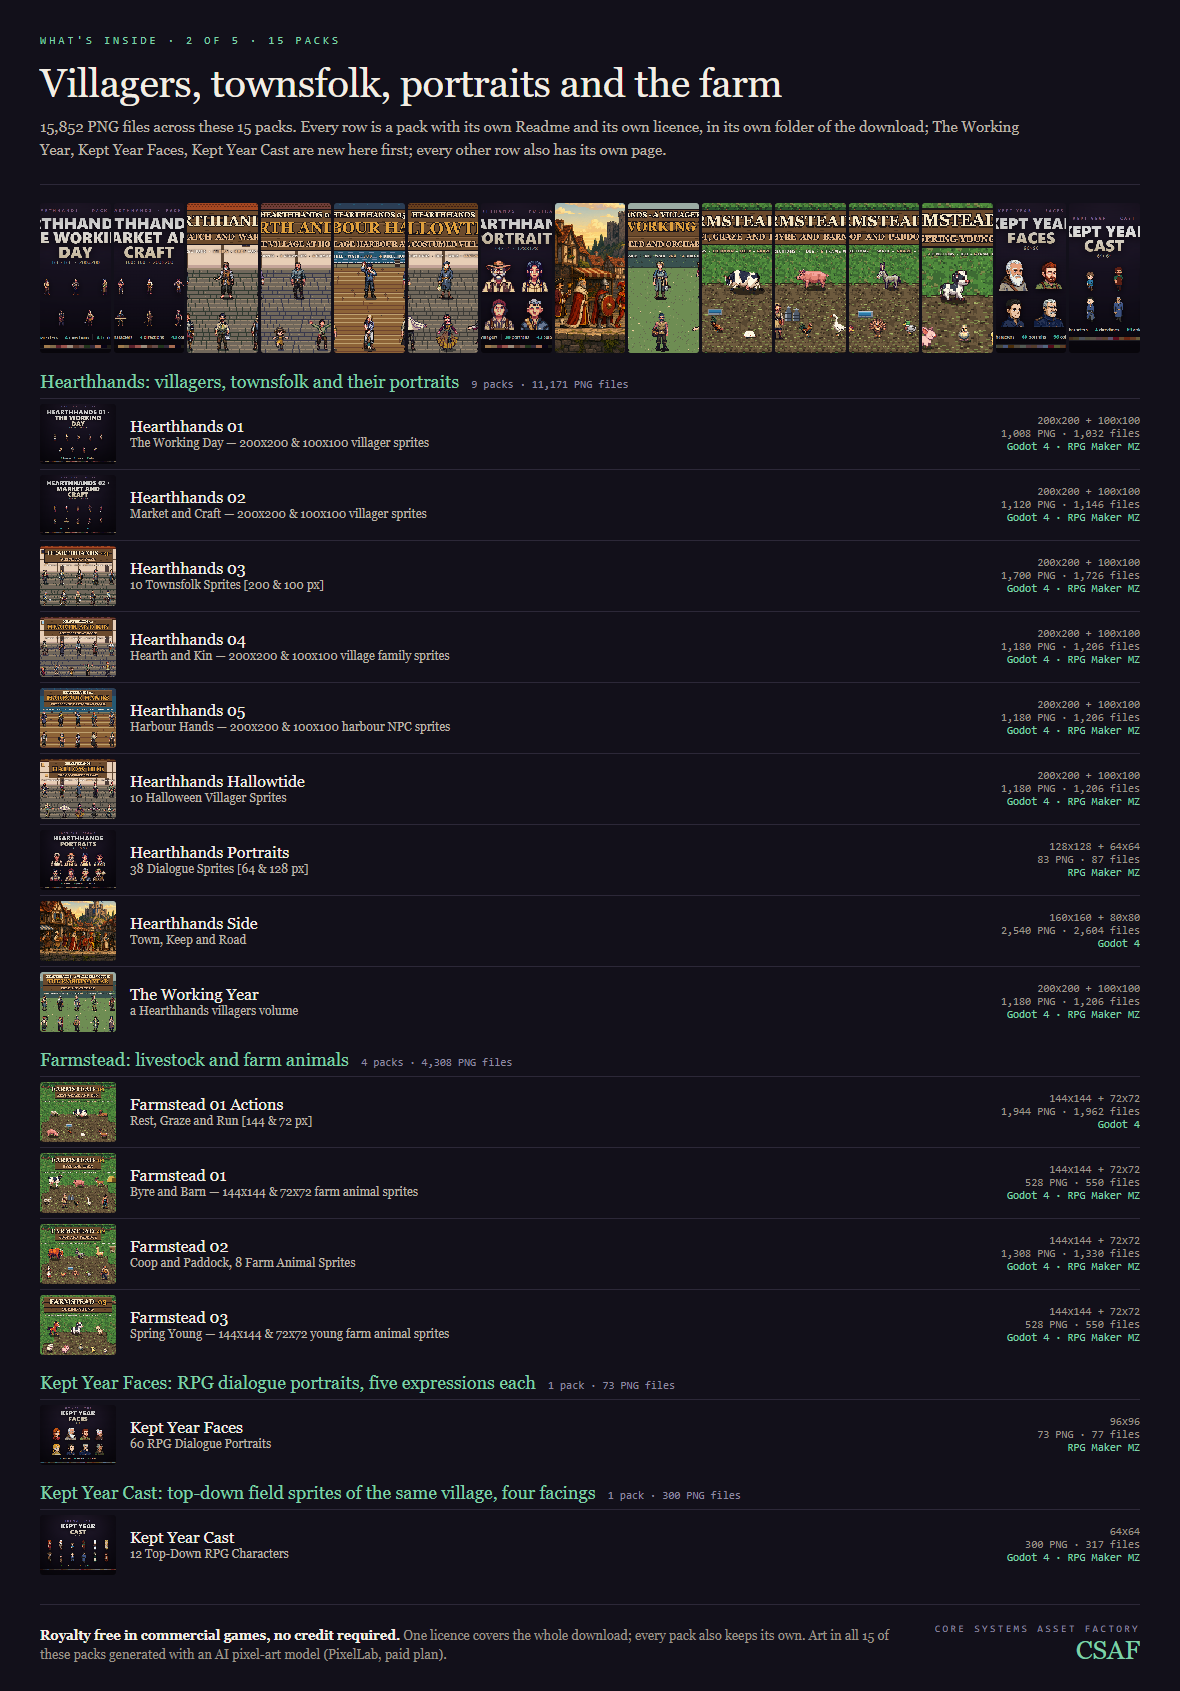 WHAT'S INSIDE · 2 OF 5 · 15 PACKS
Villagers, townsfolk, portraits and the farm
15,852 PNG files across these 15 packs. Every row is a pack with its own Readme and its own licence, in its own folder of the download; The Working
Year, Kept Year Faces, Kept Year Cast are new here first; every other row also has its own page.
Hearthhands: villagers, townsfolk and their portraits 9 packs · 11,171 PNG files
Hearthhands 01
The Working Day — 200x200 & 100x100 villager sprites
200x200 + 100x100
1,008 PNG · 1,032 files
Godot 4 · RPG Maker MZ
Hearthhands 02
Market and Craft — 200x200 & 100x100 villager sprites
200x200 + 100x100
1,120 PNG · 1,146 files
Godot 4 · RPG Maker MZ
Hearthhands 03
10 Townsfolk Sprites [200 & 100 px]
200x200 + 100x100
1,700 PNG · 1,726 files
Godot 4 · RPG Maker MZ
Hearthhands 04
Hearth and Kin — 200x200 & 100x100 village family sprites
200x200 + 100x100
1,180 PNG · 1,206 files
Godot 4 · RPG Maker MZ
Hearthhands 05
Harbour Hands — 200x200 & 100x100 harbour NPC sprites
200x200 + 100x100
1,180 PNG · 1,206 files
Godot 4 · RPG Maker MZ
Hearthhands Hallowtide
10 Halloween Villager Sprites
200x200 + 100x100
1,180 PNG · 1,206 files
Godot 4 · RPG Maker MZ
Hearthhands Portraits
38 Dialogue Sprites [64 & 128 px]
128x128 + 64x64
83 PNG · 87 files
RPG Maker MZ
Hearthhands Side
Town, Keep and Road
160x160 + 80x80
2,540 PNG · 2,604 files
Godot 4
The Working Year
a Hearthhands villagers volume
200x200 + 100x100
1,180 PNG · 1,206 files
Godot 4 · RPG Maker MZ
Farmstead: livestock and farm animals 4 packs · 4,308 PNG files
Farmstead 01 Actions
Rest, Graze and Run [144 & 72 px]
144x144 + 72x72
1,944 PNG · 1,962 files
Godot 4
Farmstead 01
Byre and Barn — 144x144 & 72x72 farm animal sprites
144x144 + 72x72
528 PNG · 550 files
Godot 4 · RPG Maker MZ
Farmstead 02
Coop and Paddock, 8 Farm Animal Sprites
144x144 + 72x72
1,308 PNG · 1,330 files
Godot 4 · RPG Maker MZ
Farmstead 03
Spring Young — 144x144 & 72x72 young farm animal sprites
144x144 + 72x72
528 PNG · 550 files
Godot 4 · RPG Maker MZ
Kept Year Faces: RPG dialogue portraits, five expressions each 1 pack · 73 PNG files
KEPT YEAR
FACES
Kept Year Faces
60 RPG Dialogue Portraits
96x96
73 PNG · 77 files
RPG Maker MZ
Kept Year Cast: top-down field sprites of the same village, four facings 1 pack · 300 PNG files
KEPT YEAR
CAST
Kept Year Cast
12 Top-Down RPG Characters
64x64
300 PNG · 317 files
Godot 4 · RPG Maker MZ
Royalty free in commercial games, no credit required. One licence covers the whole download; every pack also keeps its own. Art in all 15 of
these packs generated with an AI pixel-art model (PixelLab, paid plan).
CORE SYSTEMS ASSET FACTORY
CSAF